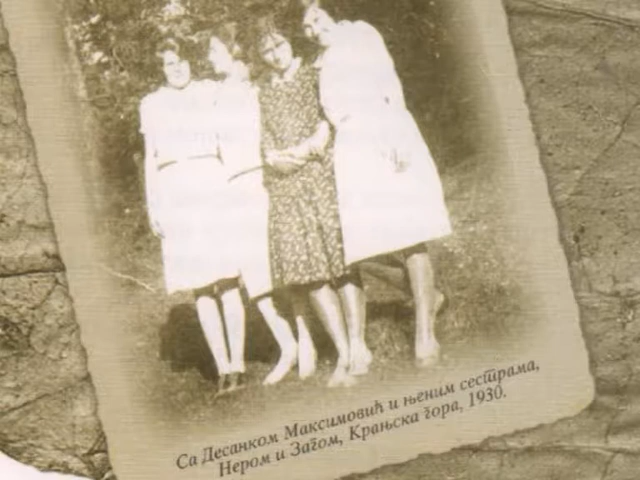 Са Десанком Максимовић и њеним сестрама,
Нером и Загом, Крањска гора, 1930.